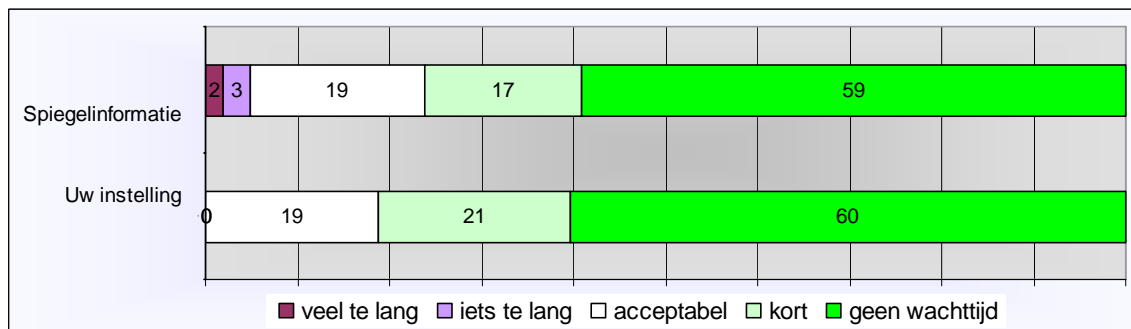 2 3 19 17 59
Spiegelinformatie
Uw instelling
0 19 21 60
veel te lang iets te lang acceptabel kort geen wachttijd